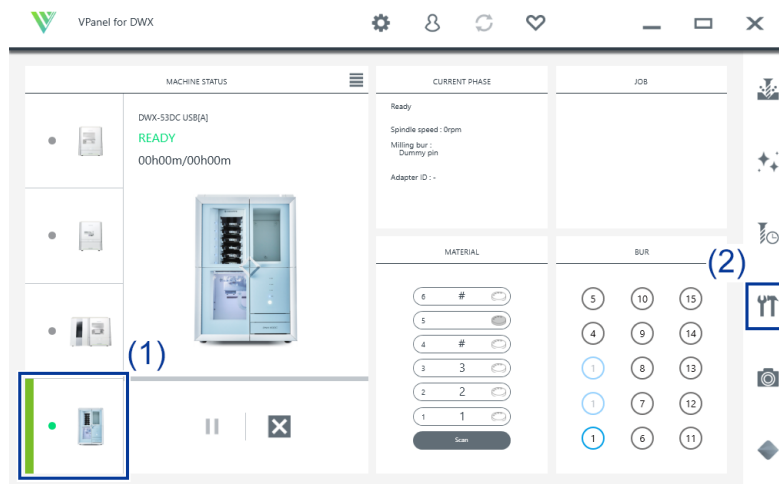 VPanel for DWX
MACHINE STATUS
DWX-53DC USB[A]
READY
00h00m/00h00m
(1)
CURRENT PHASE
Ready
Spindle speed : 0rpm
Milling bur :
Dummy pin
Adapter ID : -
JOB
MATERIAL
6 #
5
4 #
3 3
2 2
1 1
Scan
BUR
(2)
5 10 15
4 9 14
1 8 13
1 7 12
1 6 11